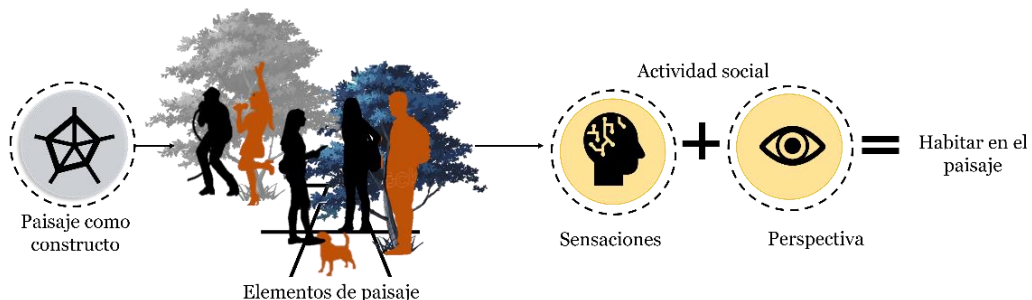 Paisaje como
constructo
Elementos de paisaje
Actividad social
Sensaciones
Perspectiva
Habitar en el
paisaje